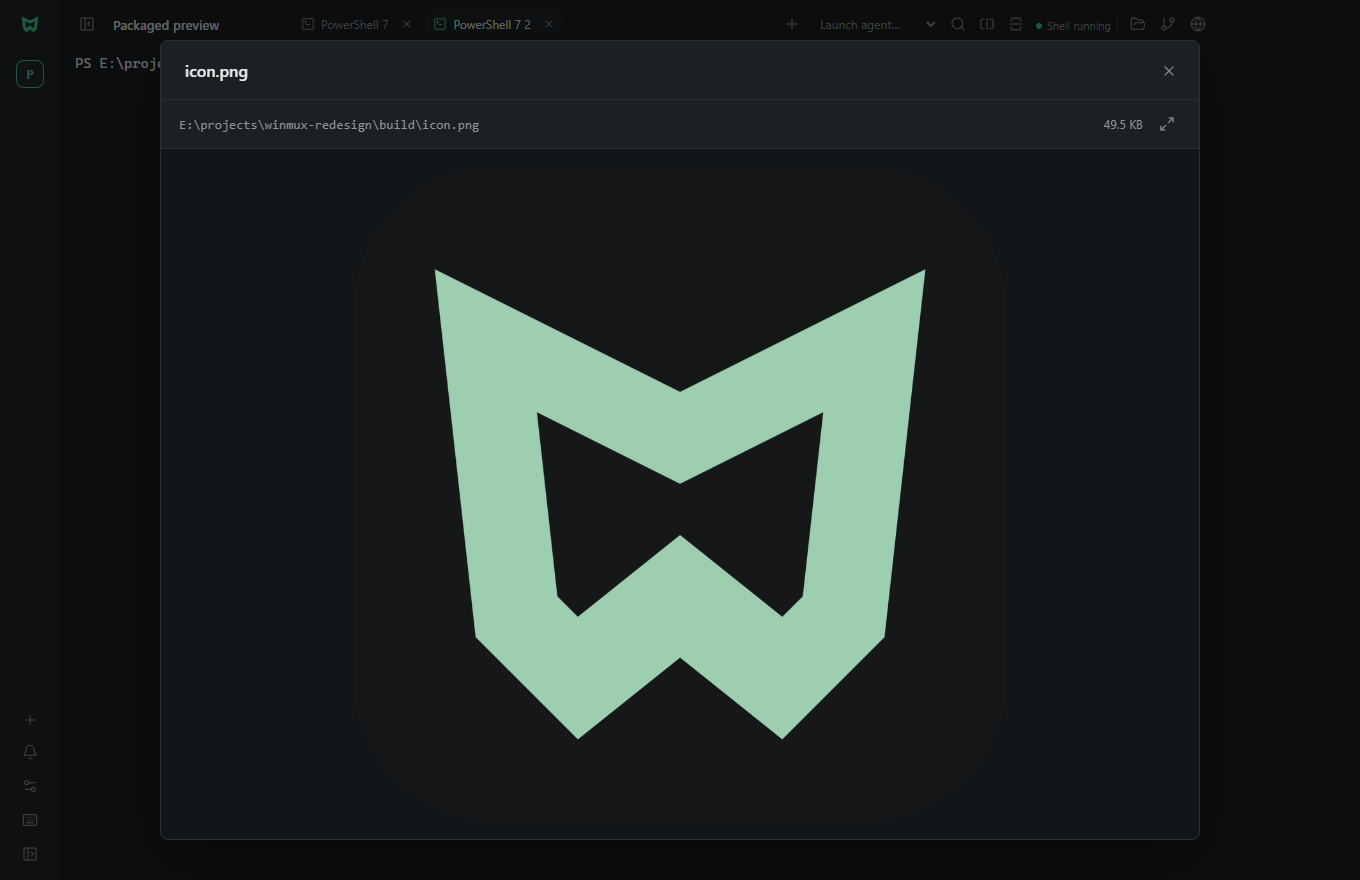 Packaged preview
PowerShell 7
PowerShell 7 2
Launch agent...
Shell running
P
PS E:\proje
icon.png
E:\projects\winmux-redesign\build\icon.png
49.5 KB